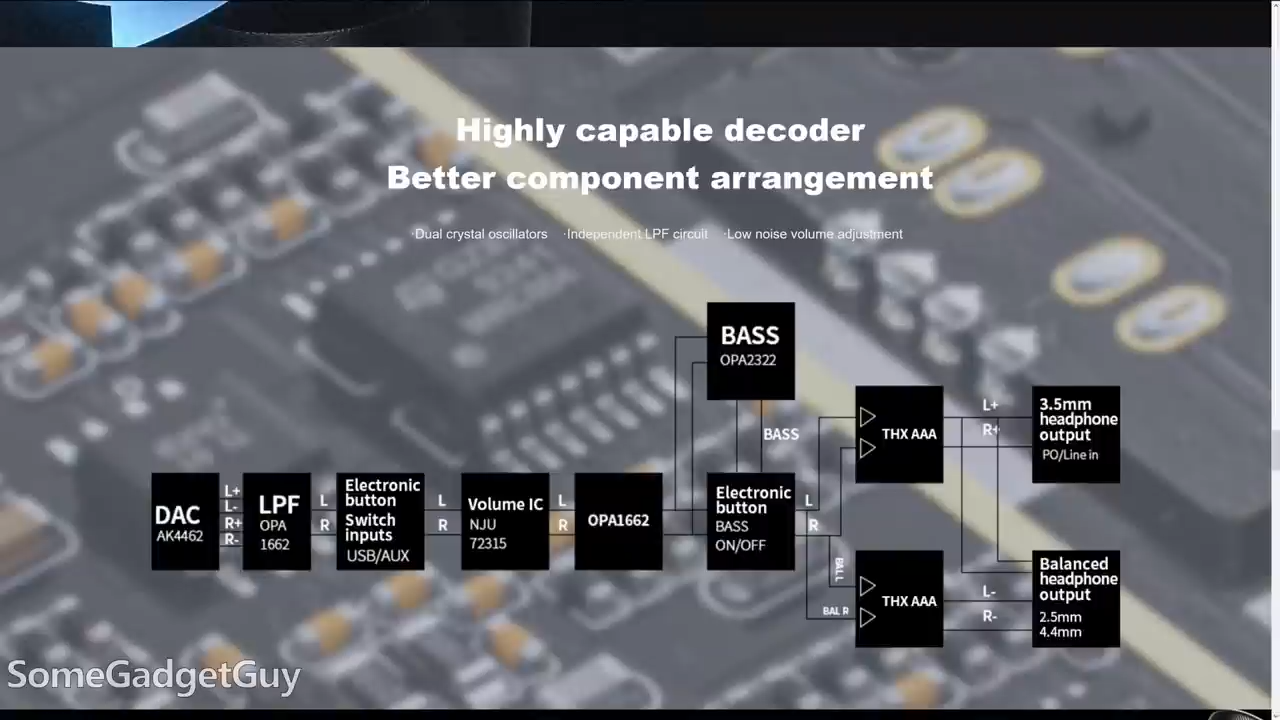 Highly capable decoder
Better component arrangement
·Dual crystal oscillators ·Independent LPF circuit ·Low noise volume adjustment
BASS
OPA2322
BASS
DAC
AK4462
L+
L-
R+
R-
LPF
OPA
1662
L
R
Electronic
button
Switch
inputs
USB/AUX
L
R
Volume IC
NJU
72315
L
R
OPA1662
Electronic
button
BASS
ON/OFF
L
R
BAL L
BAL R
THX AAA
THX AAA
L+
R+
L-
R-
3.5mm
headphone
output
PO/Line in
Balanced
headphone
output
2.5mm
4.4mm
SomeGadgetGuy